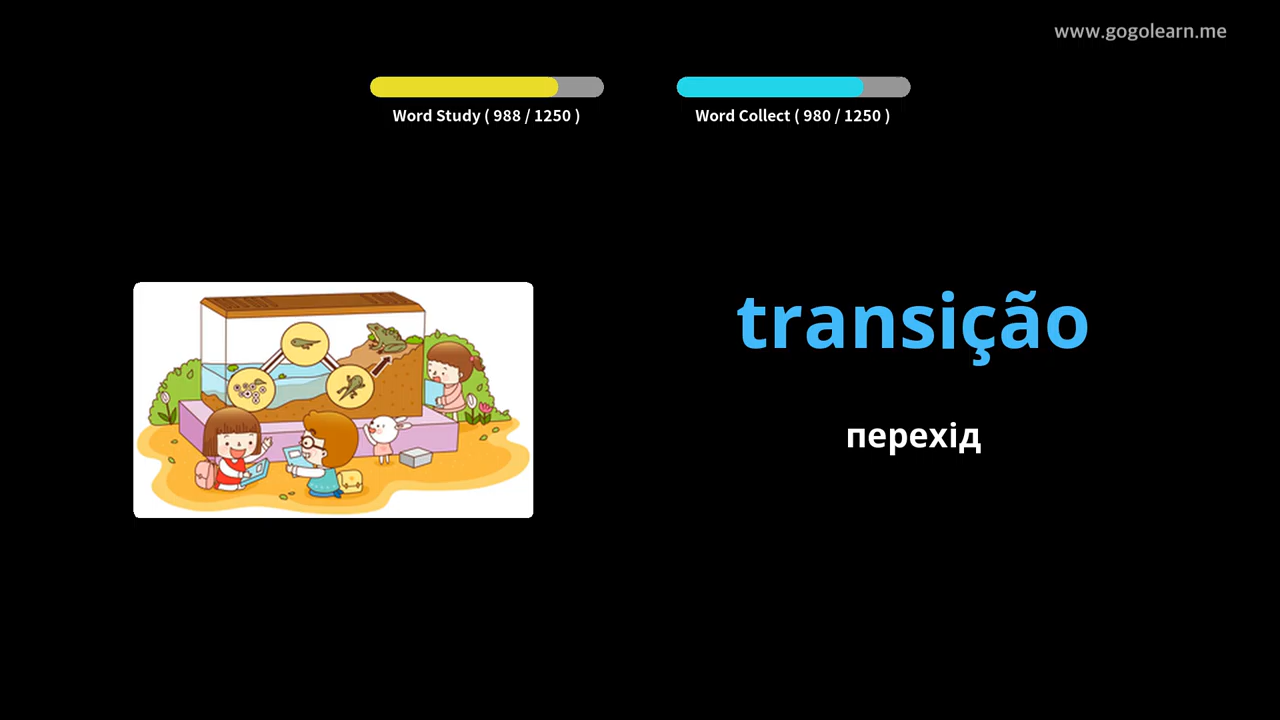 www.gogolearn.me
Word Study ( 988 / 1250 )
Word Collect ( 980 / 1250 )
transição
перехід